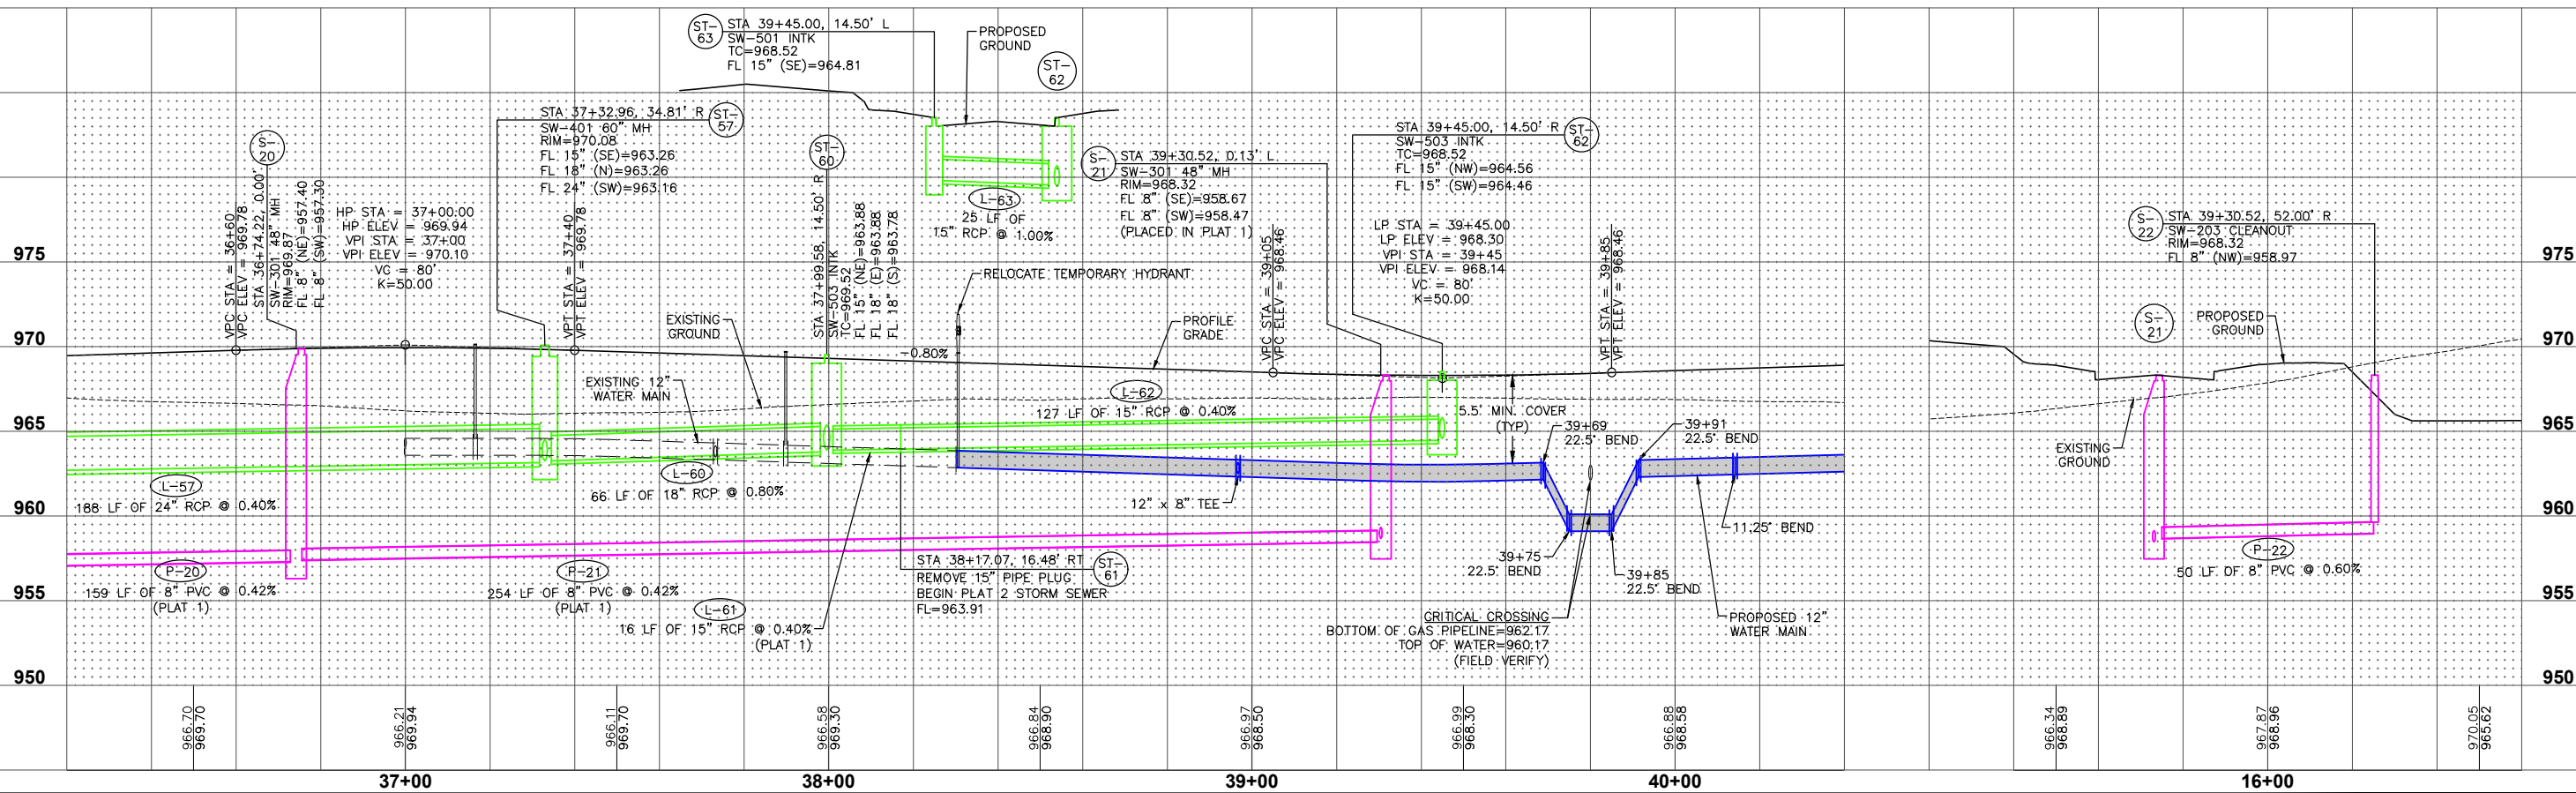 ST-
63
STA 39+45.00, 14.50' L
SW-501 INTK
TC=968.52
FL 15" (SE)=964.81
PROPOSED
GROUND
ST-
62
S-
20
STA 37+32.96, 34.81' R
SW-401 60" MH
RIM=970.08
FL 15" (SE)=963.26
FL 18" (N)=963.26
FL 24" (SW)=963.16
ST-
57
ST-
60
S-
21
STA 39+30.52, 0.13' L
SW-301 48" MH
RIM=968.32
FL 8" (SE)=958.67
FL 8" (SW)=958.47
(PLACED IN PLAT 1)
STA 39+45.00, 14.50' R
SW-503 INTK
TC=968.52
FL 15" (NW)=964.56
FL 15" (SW)=964.46
ST-
62
L-63
25 LF OF
15" RCP @ 1.00%
VPC STA = 36+60
VPC ELEV = 969.78
STA 36+74.22, 0.00'
SW-301 48" MH
RIM=969.87
FL 8" (NE)=957.40
FL 8" (SW)=957.30
HP STA = 37+00.00
HP ELEV = 969.94
VPI STA = 37+00
VPI ELEV = 970.10
VC = 80'
K=50.00
VPT STA = 37+40
VPT ELEV = 969.78
STA 37+99.58, 14.50' R
SW-503 INTK
TC=969.52
FL 15" (NE)=963.88
FL 18" (E)=963.88
FL 18" (S)=963.78
VPC STA = 39+05
VPC ELEV = 968.46
LP STA = 39+45.00
LP ELEV = 968.30
VPI STA = 39+45
VPI ELEV = 968.14
VC = 80'
K=50.00
VPT STA = 39+85
VPT ELEV = 968.46
S-
22
STA 39+30.52, 52.00' R
SW-203 CLEANOUT
RIM=968.32
FL 8" (NW)=958.97
975
975
RELOCATE TEMPORARY HYDRANT
EXISTING
GROUND
PROFILE
GRADE
S-
21
PROPOSED
GROUND
970
970
-0.80%
EXISTING 12"
WATER MAIN
L-62
127 LF OF 15" RCP @ 0.40%
5.5' MIN. COVER
(TYP)
39+69
22.5° BEND
39+91
22.5° BEND
965
965
EXISTING
GROUND
L-57
188 LF OF 24" RCP @ 0.40%
L-60
66 LF OF 18" RCP @ 0.80%
12" x 8" TEE
960
960
11.25° BEND
P-20
159 LF OF 8" PVC @ 0.42%
(PLAT 1)
P-21
254 LF OF 8" PVC @ 0.42%
(PLAT 1)
STA 38+17.07, 16.48' RT
REMOVE 15" PIPE PLUG
BEGIN PLAT 2 STORM SEWER
FL=963.91
ST-
61
39+75
22.5° BEND
39+85
22.5° BEND
P-22
50 LF OF 8" PVC @ 0.60%
955
955
L-61
16 LF OF 15" RCP @ 0.40%
(PLAT 1)
CRITICAL CROSSING
BOTTOM OF GAS PIPELINE=962.17
TOP OF WATER=960.17
(FIELD VERIFY)
PROPOSED 12"
WATER MAIN
950
950
966.70
969.70
966.21
969.94
966.11
969.70
966.58
969.30
966.84
968.90
966.97
968.50
966.99
968.30
966.88
968.58
966.34
968.89
967.87
968.96
970.05
965.62
37+00
38+00
39+00
40+00
16+00